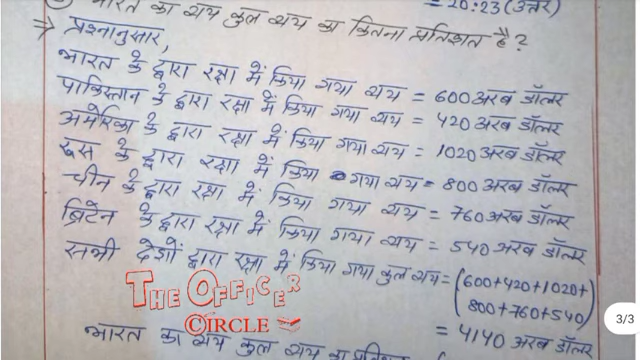 = 20:23 (उत्तर)
भारत का व्यय कुल व्यय का कितना प्रतिशत है?
⇒ प्रश्नानुसार,
भारत के द्वारा रक्षा में किया गया व्यय = 600 अरब डॉलर
पाकिस्तान के द्वारा रक्षा में किया गया व्यय = 420 अरब डॉलर
अमेरिका के द्वारा रक्षा में किया गया व्यय = 1020 अरब डॉलर
रूस के द्वारा रक्षा में किया गया व्यय = 800 अरब डॉलर
चीन के द्वारा रक्षा में किया गया व्यय = 760 अरब डॉलर
ब्रिटेन के द्वारा रक्षा में किया गया व्यय = 540 अरब डॉलर
सभी देशों द्वारा रक्षा में किया गया कुल व्यय = (600+420+1020+
800+760+540)
= 4140 अरब डॉलर
भारत का व्यय कुल व्यय का
THE OFFICER
CIRCLE
3/3